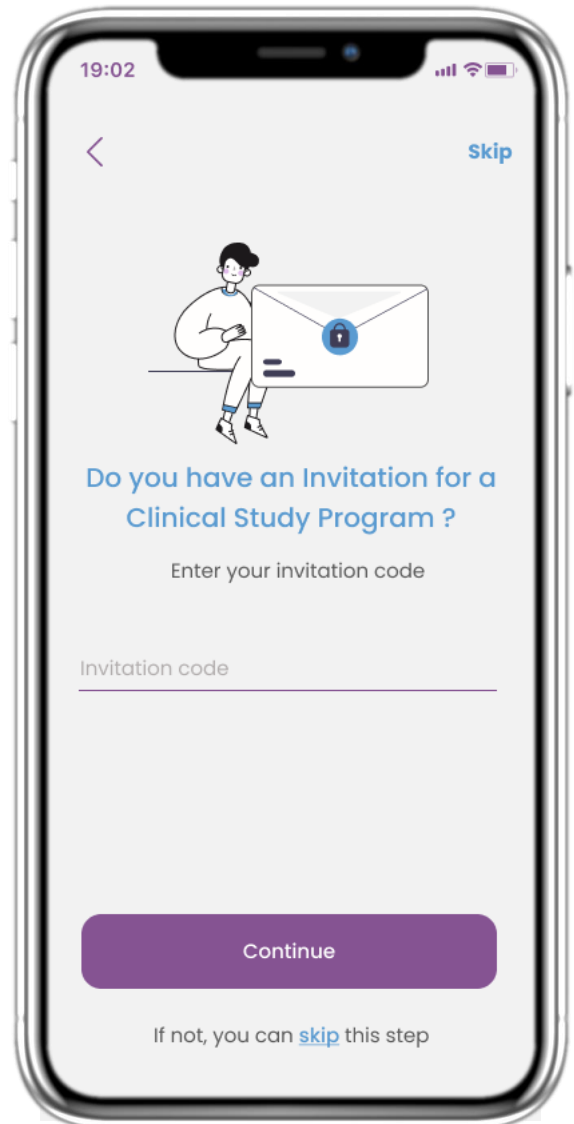 19:02
Skip
Do you have an Invitation for a
Clinical Study Program ?
Enter your invitation code
Invitation code
Continue
If not, you can skip this step